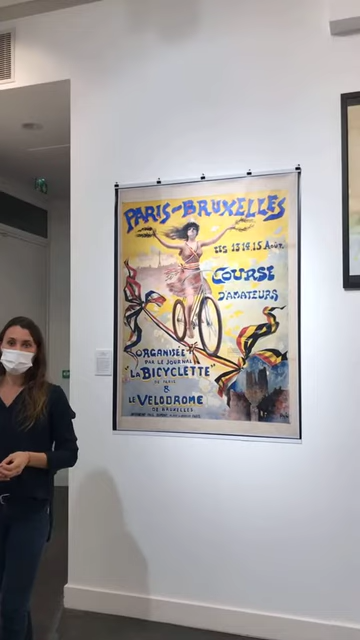 PARIS-BRUXELLES
LES 13.14.15 Août.
COURSE
D'AMATEURS
ORGANISÉE
PAR LE JOURNAL
"LA BICYCLETTE"
DE PARIS
&
LE VELODROME
DE BRUXELLES